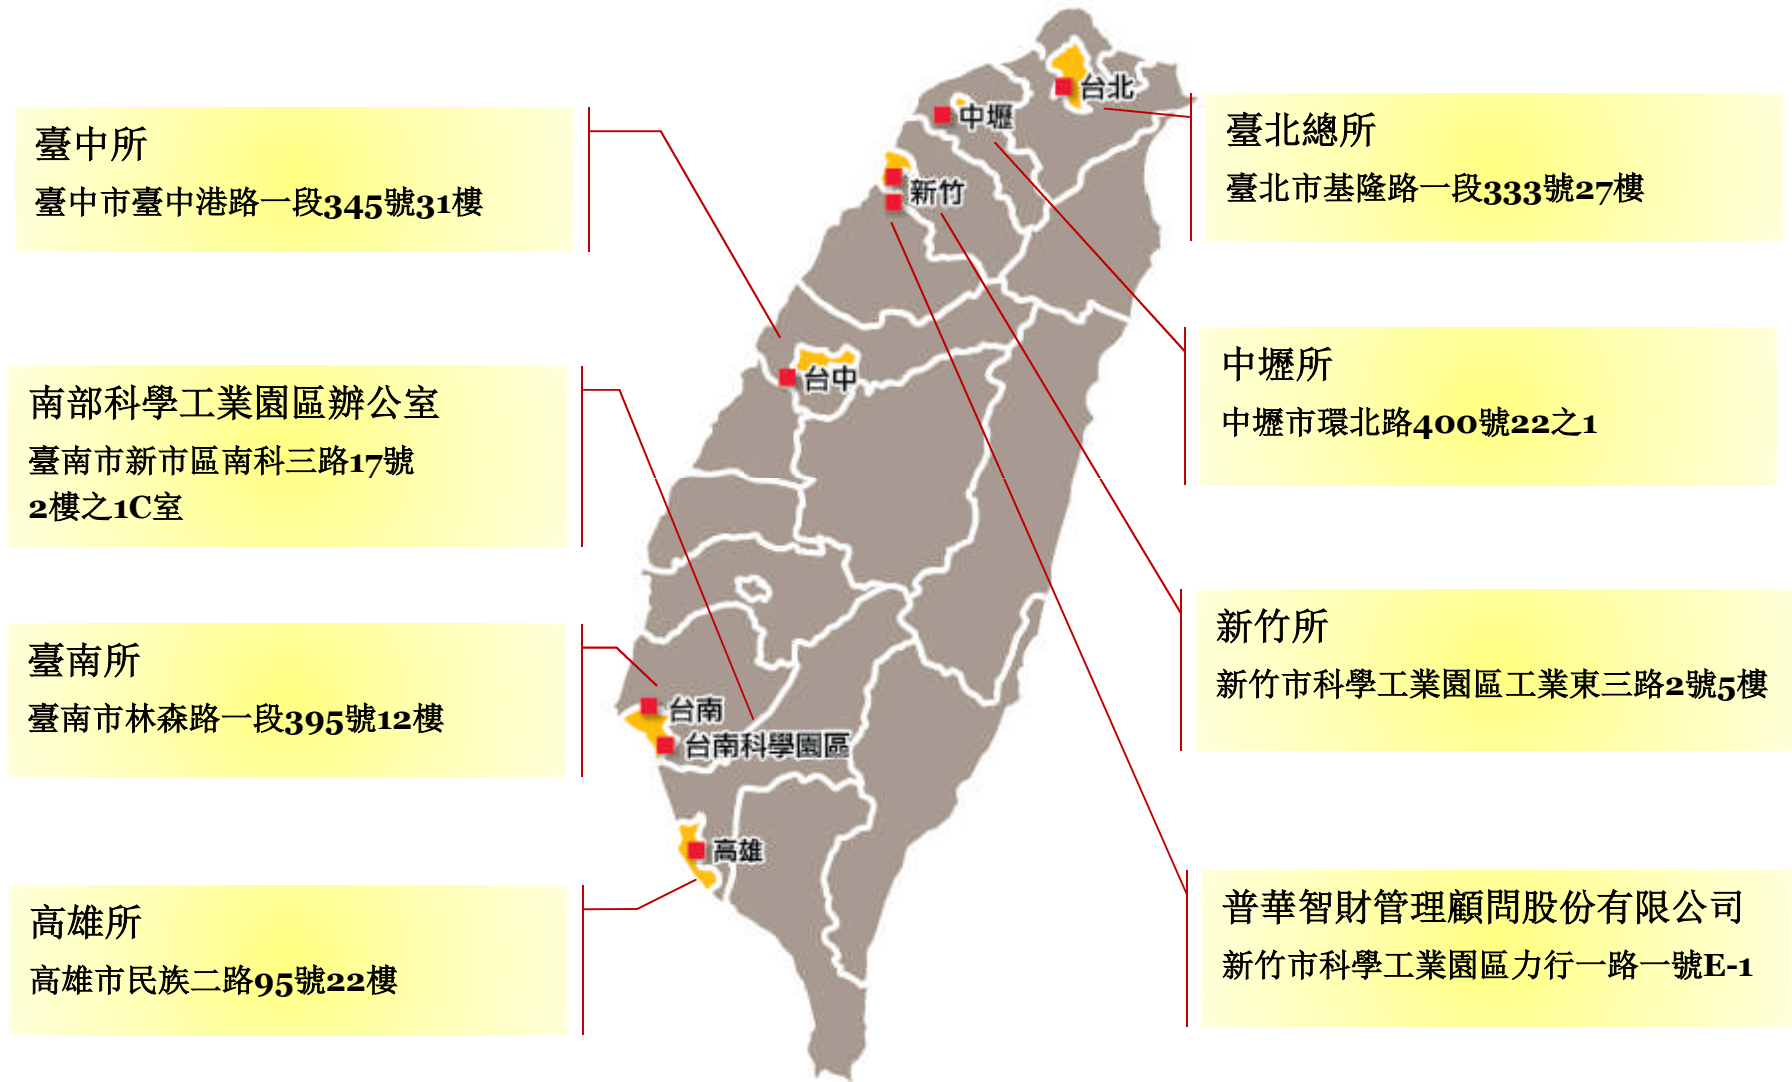 臺中所
臺中市臺中港路一段345號31樓
南部科學工業園區辦公室
臺南市新市區南科三路17號
2樓之1C室
臺南所
臺南市林森路一段395號12樓
高雄所
高雄市民族二路95號22樓
台北
中壢
新竹
台中
台南
台南科學園區
高雄
臺北總所
臺北市基隆路一段333號27樓
中壢所
中壢市環北路400號22之1
新竹所
新竹市科學工業園區工業東三路2號5樓
普華智財管理顧問股份有限公司
新竹市科學工業園區力行一路一號E-1